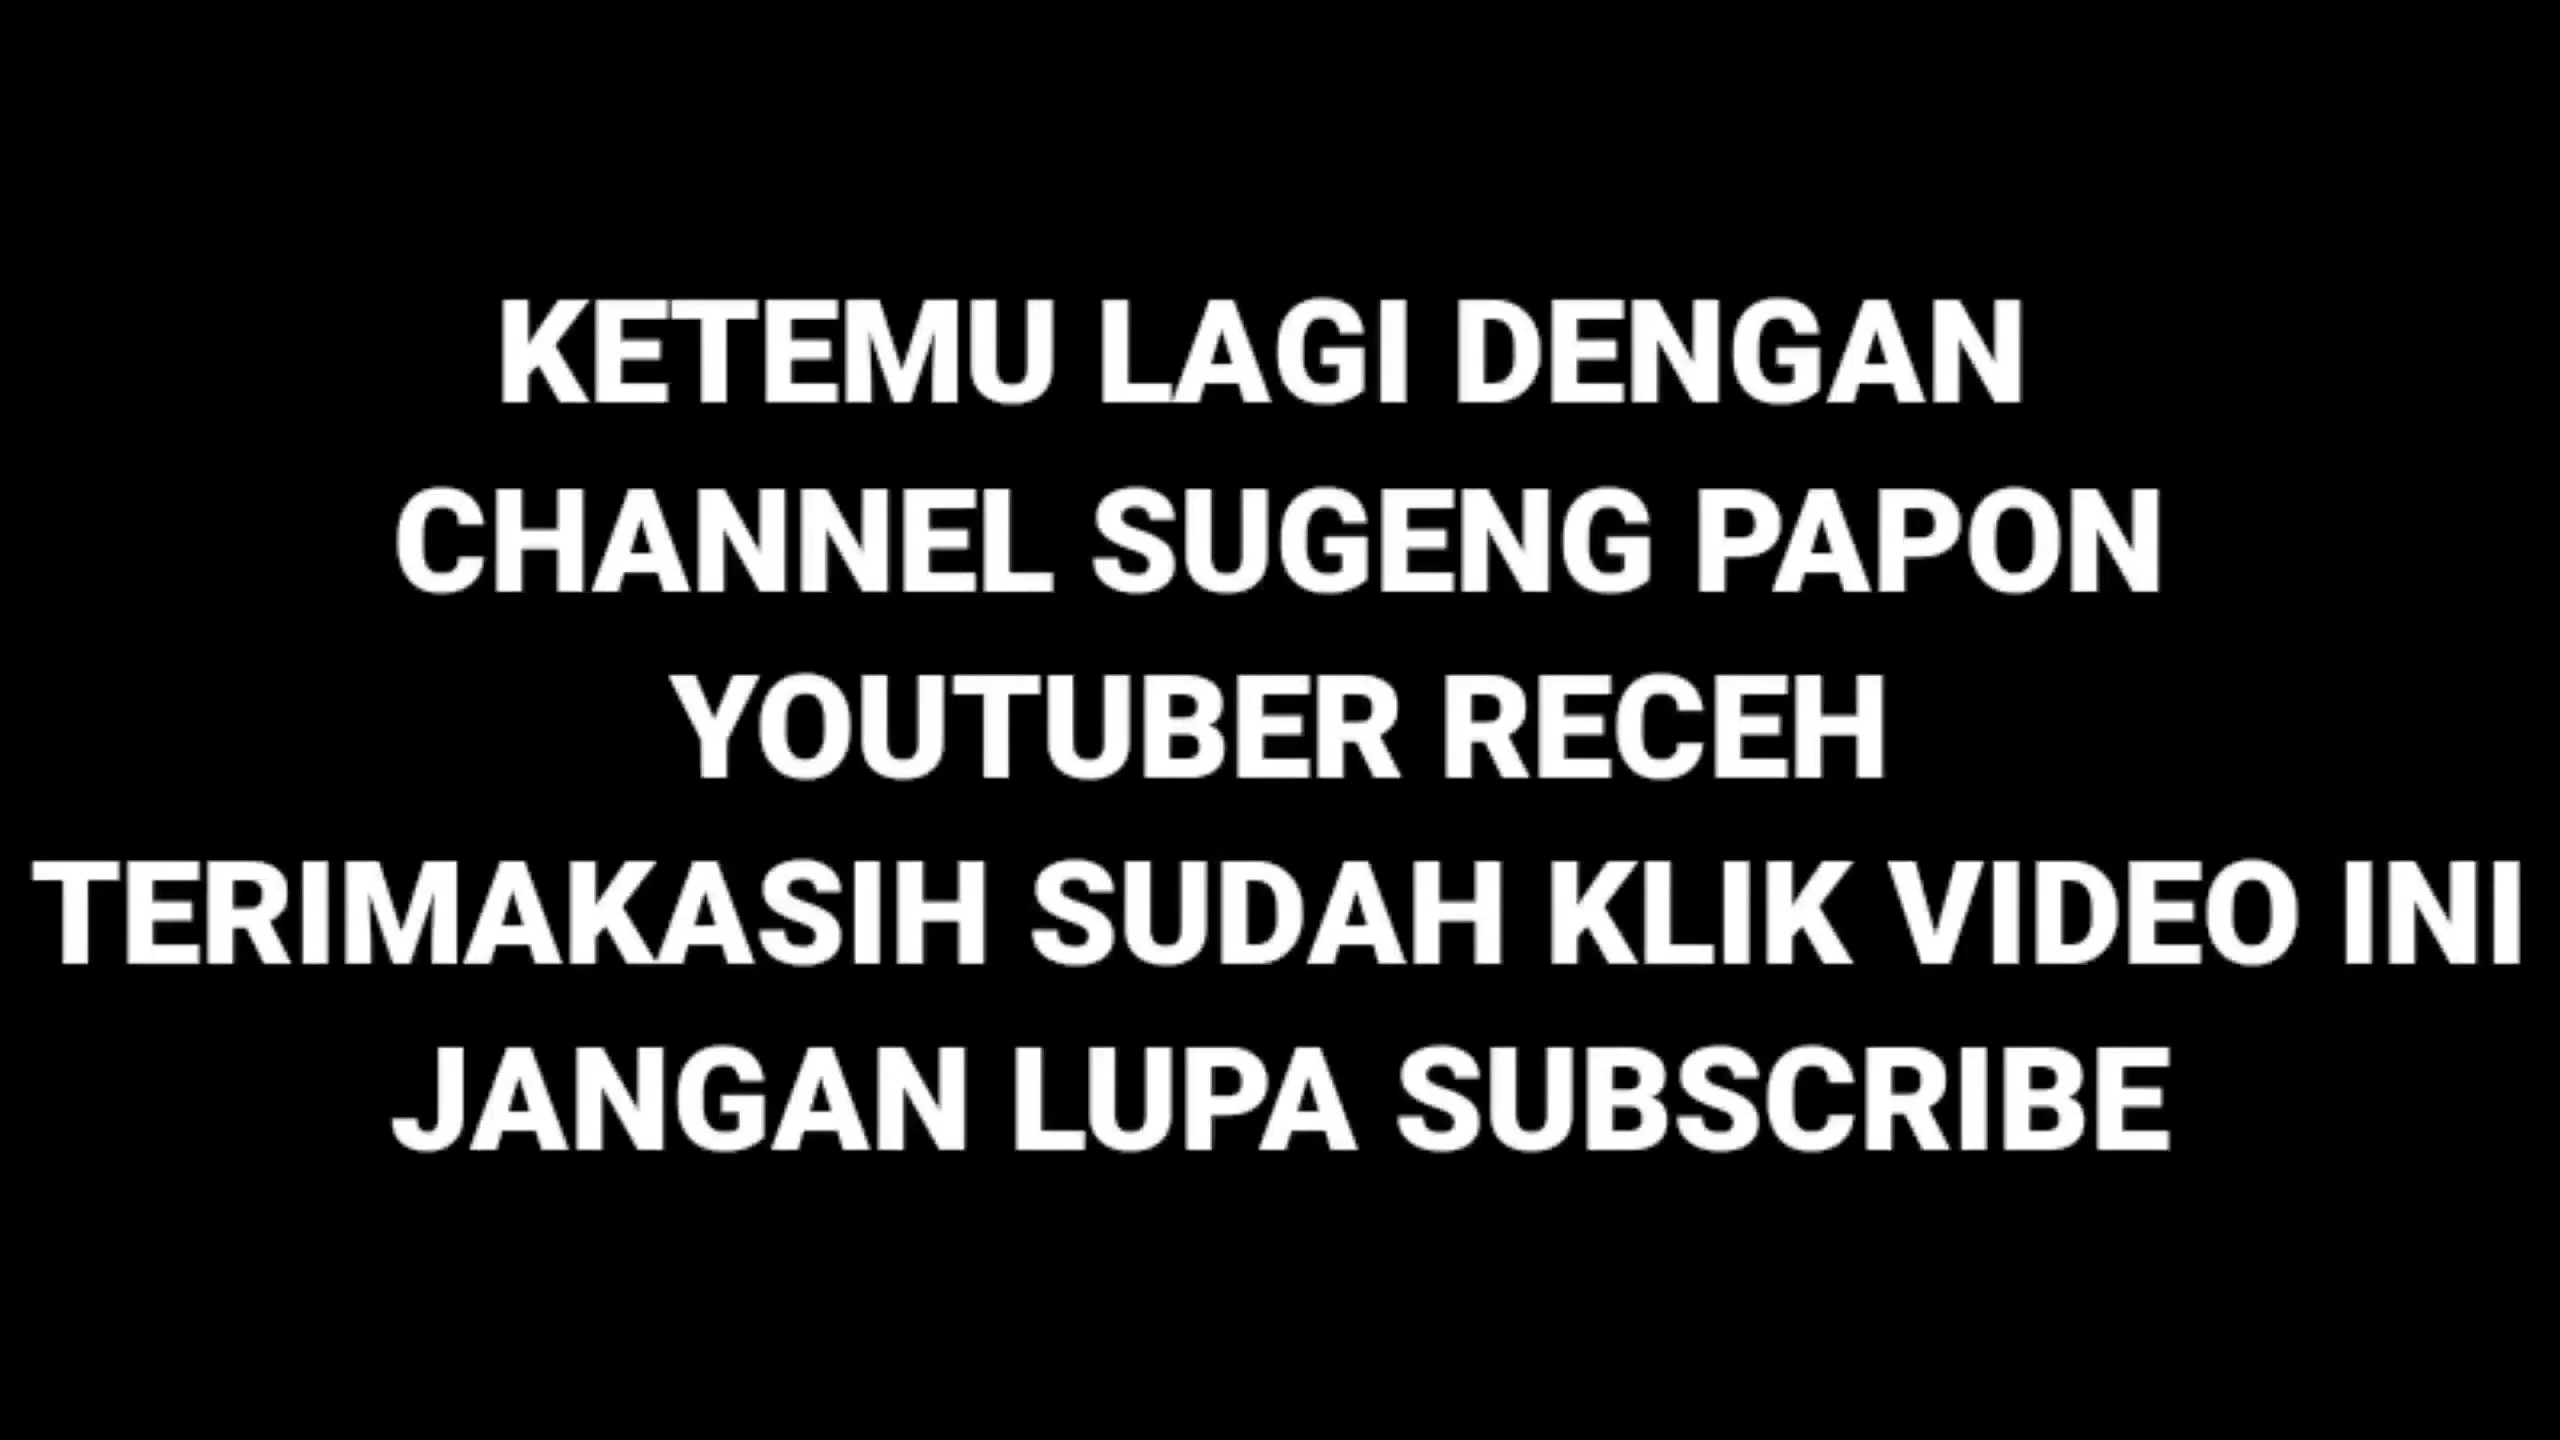 KETEMU LAGI DENGAN
CHANNEL SUGENG PAPON
YOUTUBER RECEH
TERIMAKASIH SUDAH KLIK VIDEO INI
JANGAN LUPA SUBSCRIBE